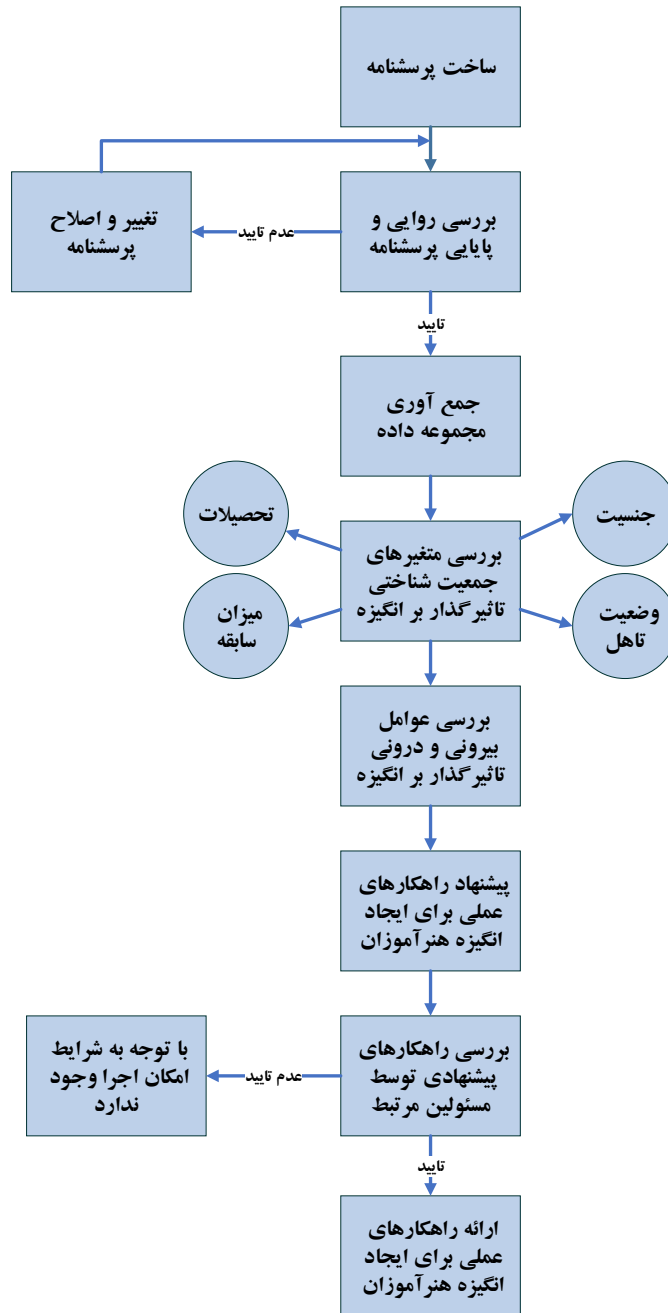 ساخت پرسشنامه
بررسی روایی و
پایایی پرسشنامه
عدم تایید
تغییر و اصلاح
پرسشنامه
تایید
جمع آوری
مجموعه داده
بررسی متغیرهای
جمعیت شناختی
تاثیرگذار بر انگیزه
جنسیت
تحصیلات
وضعیت
تاهل
میزان
سابقه
بررسی عوامل
بیرونی و درونی
تاثیرگذار بر انگیزه
پیشنهاد راهکارهای
عملی برای ایجاد
انگیزه هنرآموزان
بررسی راهکارهای
پیشنهادی توسط
مسئولین مرتبط
عدم تایید
با توجه به شرایط
امکان اجرا وجود
ندارد
تایید
ارائه راهکارهای
عملی برای ایجاد
انگیزه هنرآموزان